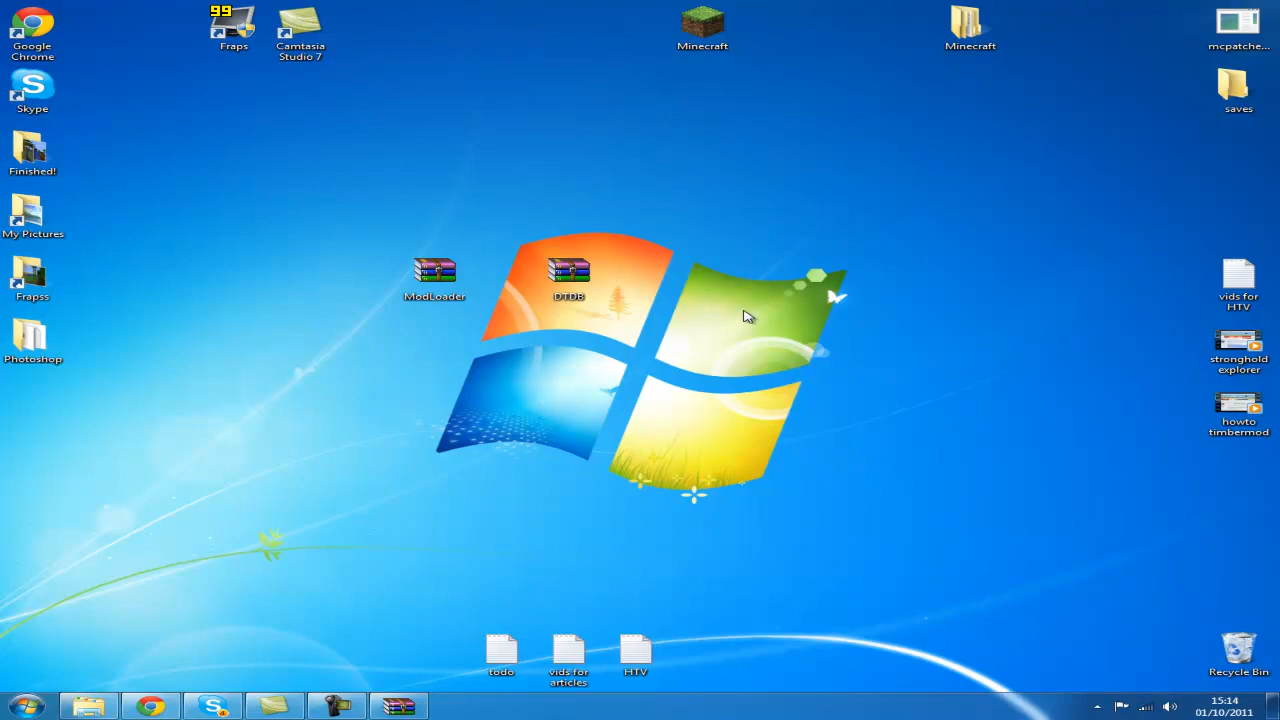 99
Google
Chrome
Fraps
Camtasia
Studio 7
Minecraft
Minecraft
mcpatche...
Skype
saves
Finished!
My Pictures
Frapss
ModLoader
DTDB
vids for
HTV
Photoshop
stronghold
explorer
howto
timbermod
todo
vids for
articles
HTV
Recycle Bin
4
15:14
01/10/2011